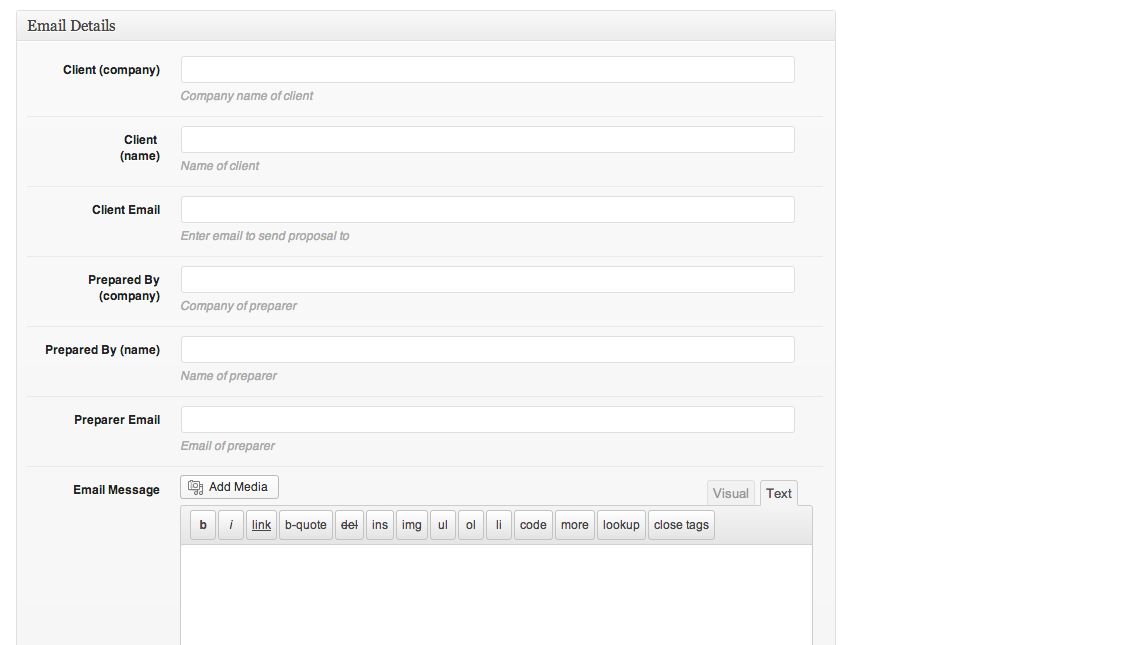 Email Details
Client (company)
Company name of client
Client
(name)
Name of client
Client Email
Enter email to send proposal to
Prepared By
(company)
Company of preparer
Prepared By (name)
Name of preparer
Preparer Email
Email of preparer
Email Message
Add Media
Visual Text
b i link b-quote del ins img ul ol li code more lookup close tags